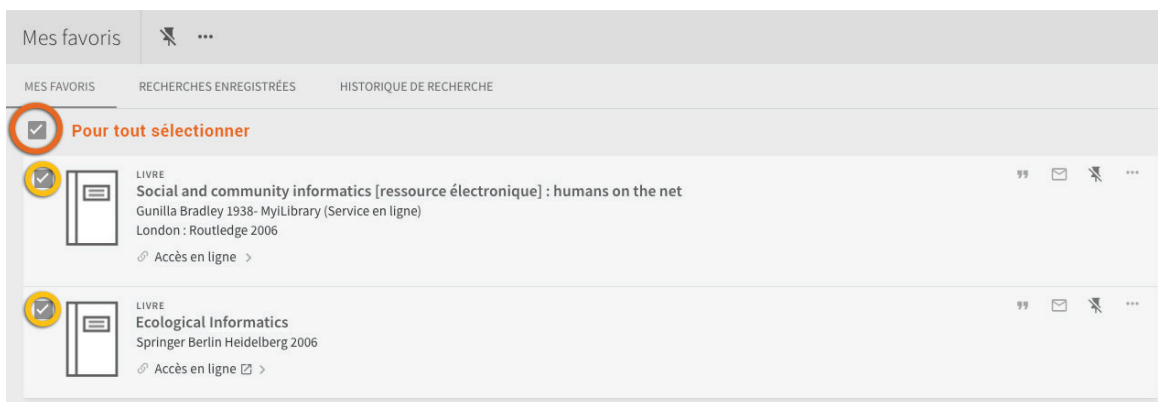 Mes favoris
MES FAVORIS RECHERCHES ENREGISTRÉES HISTORIQUE DE RECHERCHE
Pour tout sélectionner
LIVRE
Social and community informatics [ressource électronique] : humans on the net
Gunilla Bradley 1938- MyiLibrary (Service en ligne)
London : Routledge 2006
Accès en ligne
LIVRE
Ecological Informatics
Springer Berlin Heidelberg 2006
Accès en ligne